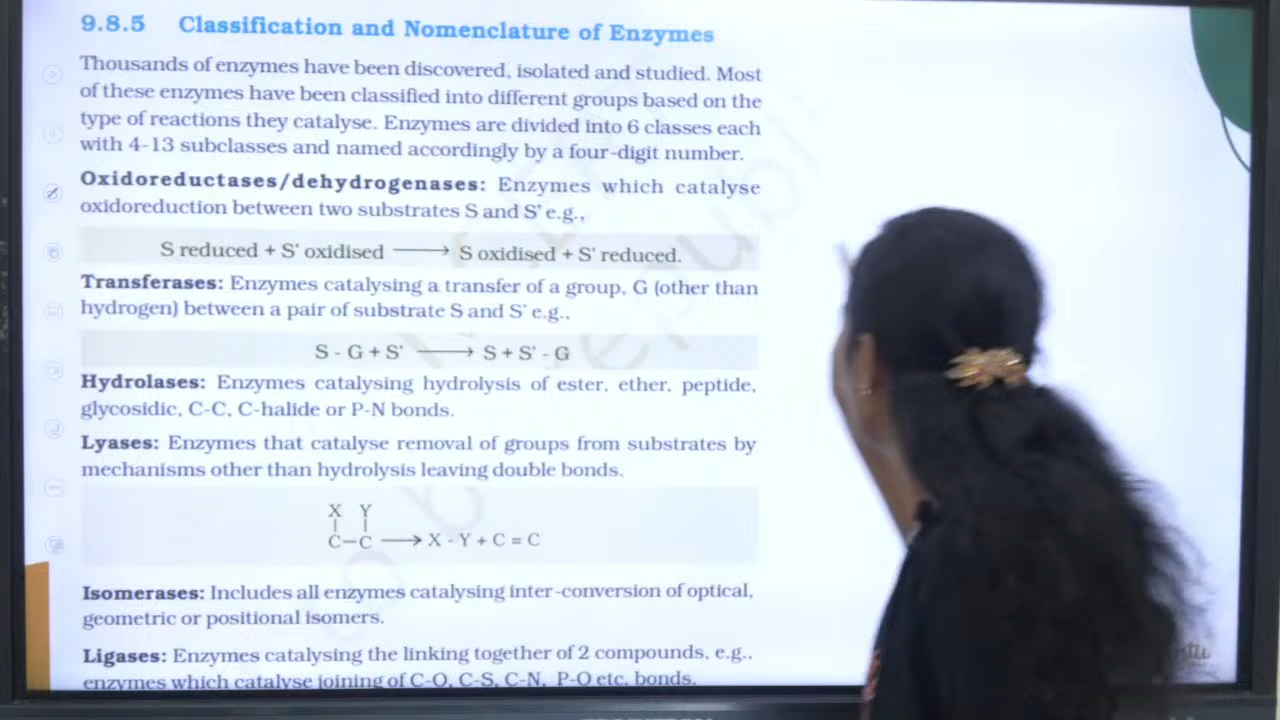 9.8.5 Classification and Nomenclature of Enzymes
Thousands of enzymes have been discovered, isolated and studied. Most
of these enzymes have been classified into different groups based on the
type of reactions they catalyse. Enzymes are divided into 6 classes each
with 4-13 subclasses and named accordingly by a four-digit number.
Oxidoreductases/dehydrogenases: Enzymes which catalyse
oxidoreduction between two substrates S and S' e.g.,
S reduced + S' oxidised ⟶ S oxidised + S' reduced.
Transferases: Enzymes catalysing a transfer of a group, G (other than
hydrogen) between a pair of substrate S and S' e.g.,
S - G + S' ⟶ S + S' - G
Hydrolases: Enzymes catalysing hydrolysis of ester, ether, peptide,
glycosidic, C-C, C-halide or P-N bonds.
Lyases: Enzymes that catalyse removal of groups from substrates by
mechanisms other than hydrolysis leaving double bonds.
X Y
C – C ⟶ X - Y + C = C
Isomerases: Includes all enzymes catalysing inter-conversion of optical,
geometric or positional isomers.
Ligases: Enzymes catalysing the linking together of 2 compounds, e.g.,
enzymes which catalyse joining of C-O, C-S, C-N, P-O etc. bonds.